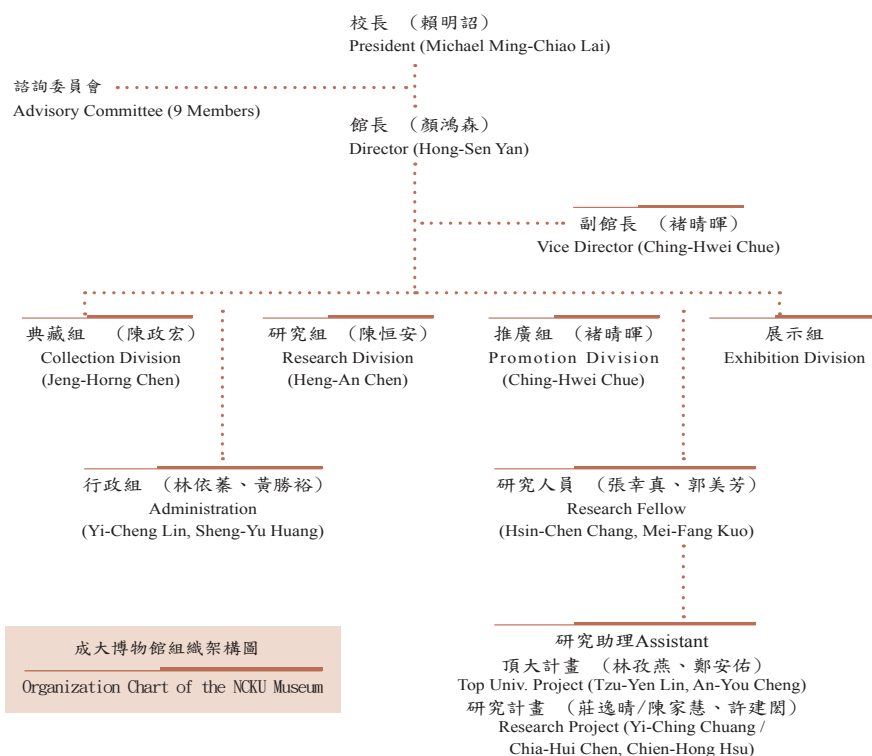 校長 （賴明詔）
President (Michael Ming-Chiao Lai)
諮詢委員會
Advisory Committee (9 Members)
館長 （顏鴻森）
Director (Hong-Sen Yan)
副館長 （褚晴暉）
Vice Director (Ching-Hwei Chue)
典藏組 （陳政宏）
Collection Division
(Jeng-Horng Chen)
研究組 （陳恒安）
Research Division
(Heng-An Chen)
推廣組 （褚晴暉）
Promotion Division
(Ching-Hwei Chue)
展示組
Exhibition Division
行政組 （林依蓁、黃勝裕）
Administration
(Yi-Cheng Lin, Sheng-Yu Huang)
研究人員 （張幸真、郭美芳）
Research Fellow
(Hsin-Chen Chang, Mei-Fang Kuo)
研究助理Assistant
頂大計畫 （林孜燕、鄭安佑）
Top Univ. Project (Tzu-Yen Lin, An-You Cheng)
研究計畫 （莊逸晴/陳家慧、許建閎）
Research Project (Yi-Ching Chuang /
Chia-Hui Chen, Chien-Hong Hsu)
成大博物館組織架構圖
Organization Chart of the NCKU Museum